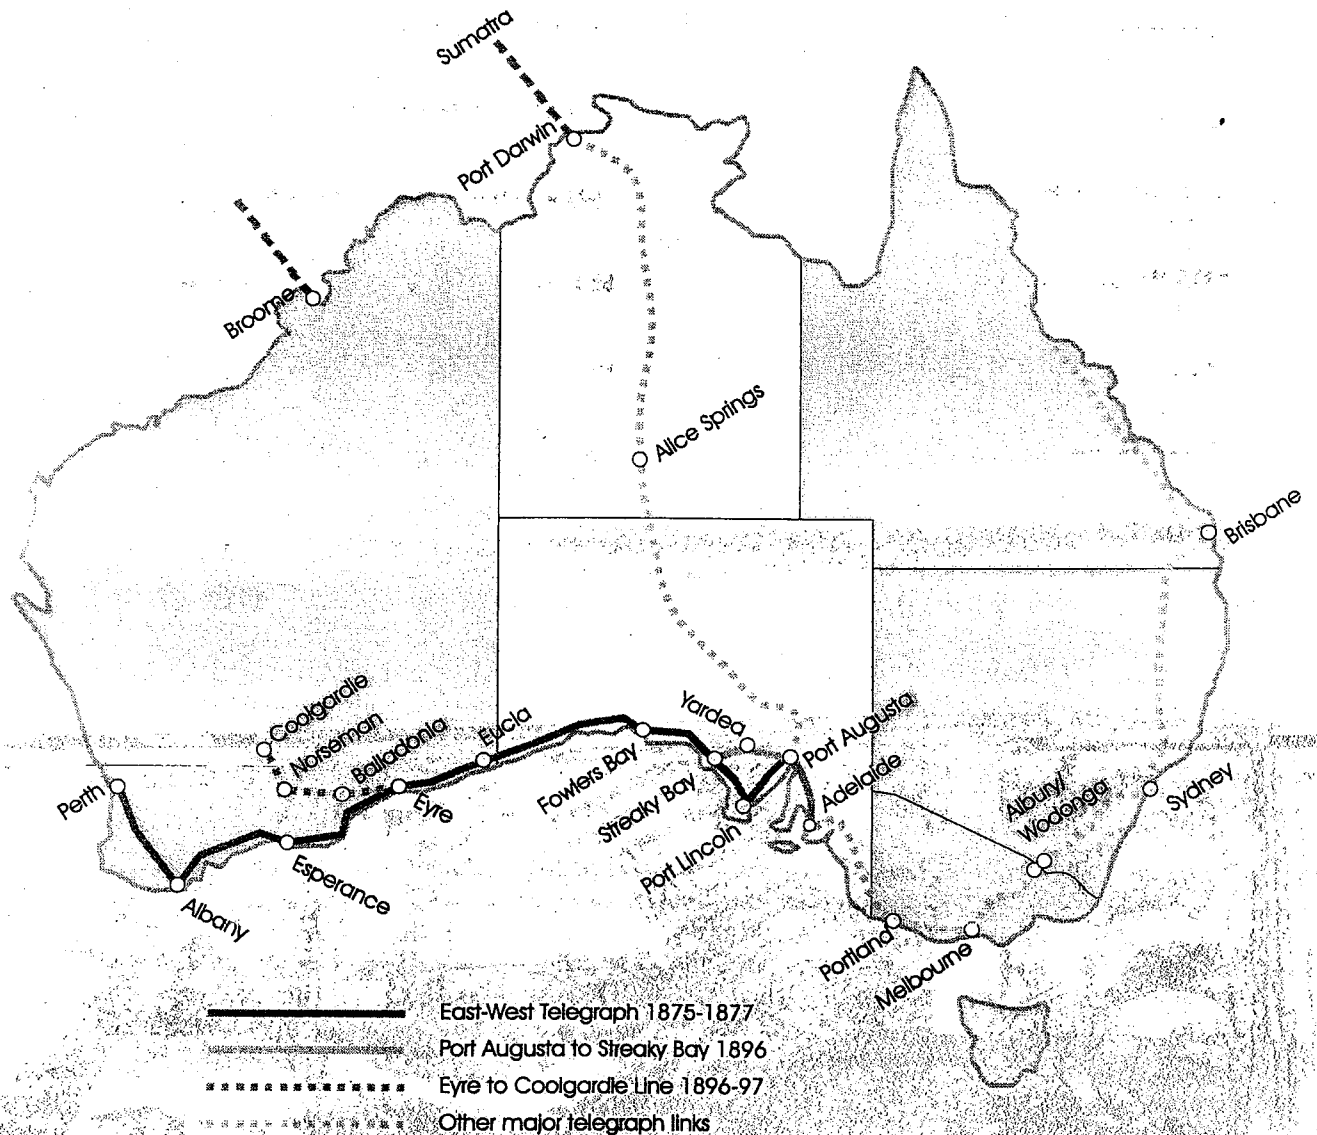 Sumatra
Port Darwin
Broome
Alice Springs
Brisbane
Coolgardie
Norseman
Balladonia
Eucla
Yardea
Port Augusta
Perth
Eyre
Fowlers Bay
Streaky Bay
Port Lincoln
Adelaide
Albury/
Wodonga
Sydney
Esperance
Albany
Portland
Melbourne
East-West Telegraph 1875-1877
Port Augusta to Streaky Bay 1896
Eyre to Coolgardie Line 1896-97
Other major telegraph links